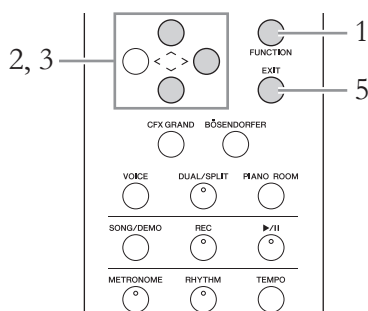 1
FUNCTION
2, 3
< >
EXIT
5
CFX GRAND BÖSENDORFER
VOICE DUAL/SPLIT PIANO ROOM
SONG/DEMO REC ►/II
METRONOME RHYTHM TEMPO